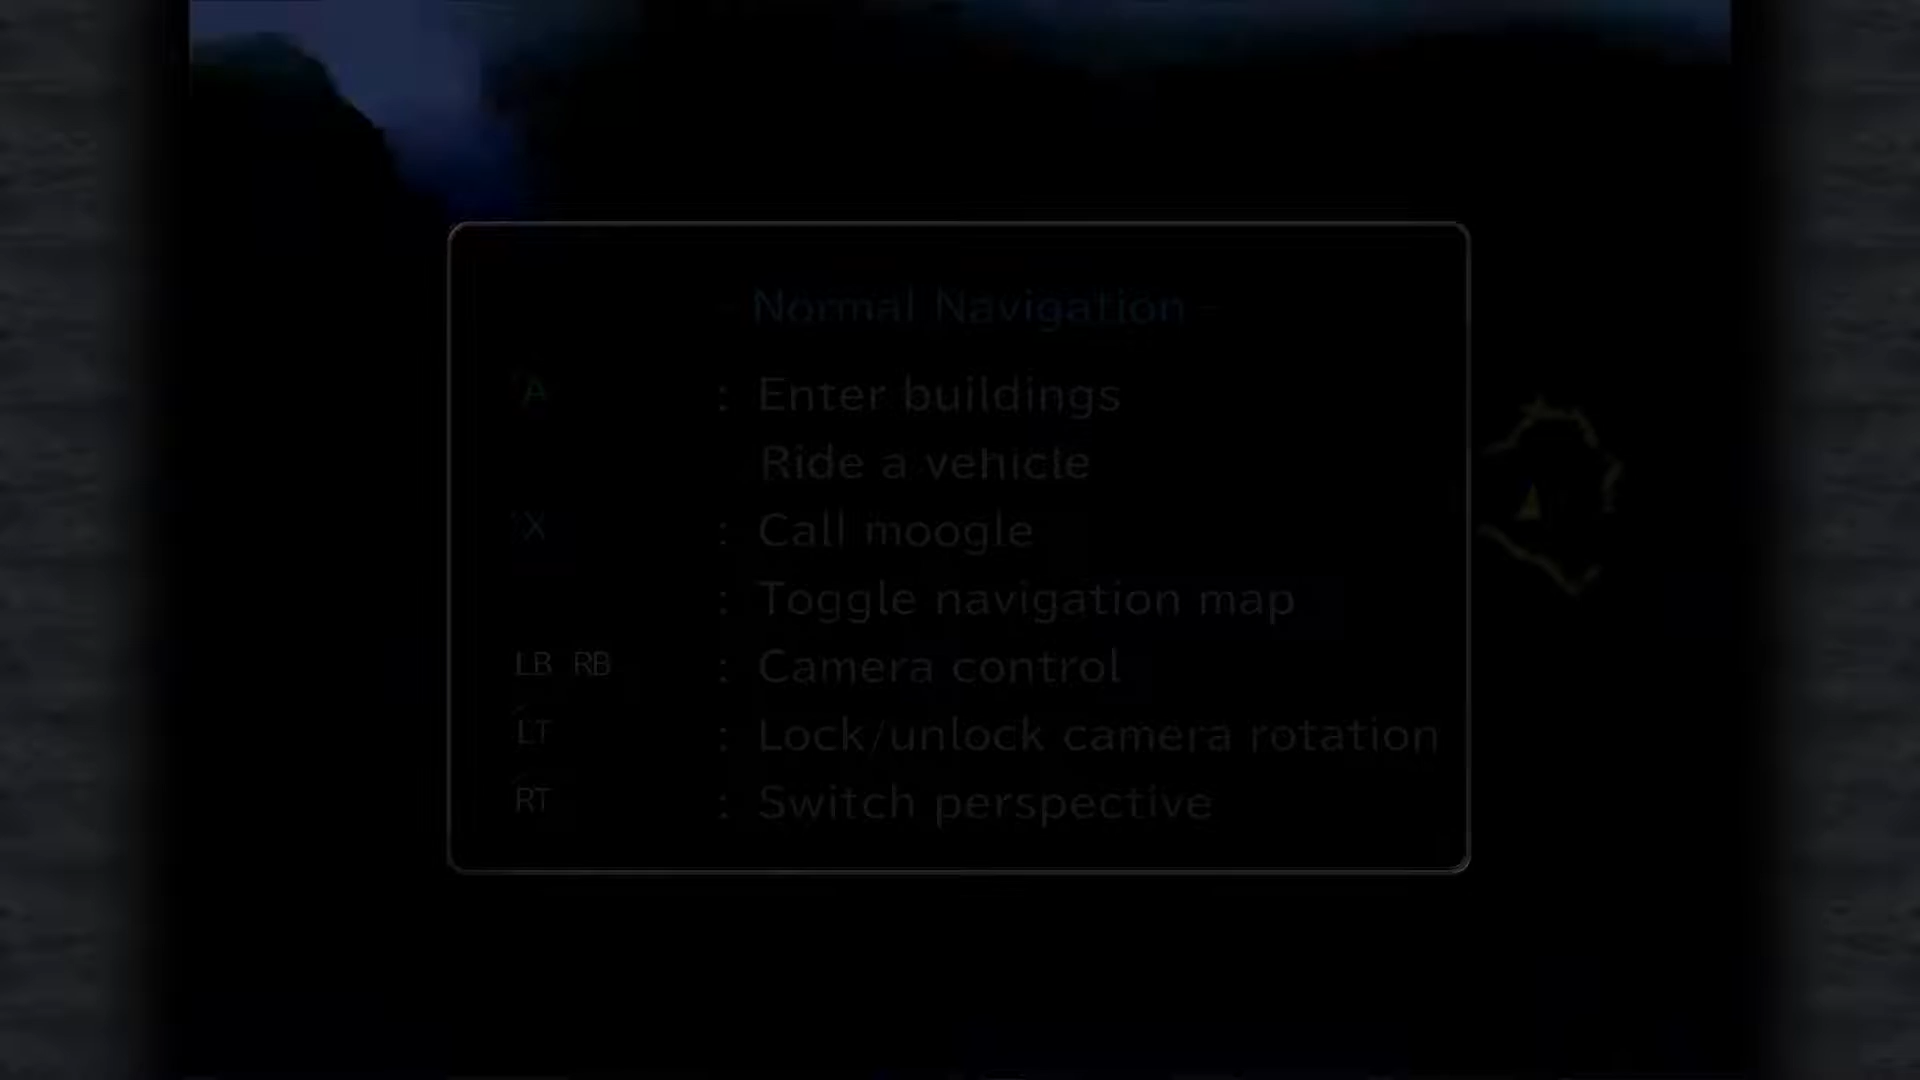 - Normal Navigation -
A : Enter buildings
Ride a vehicle
X : Call moogle
: Toggle navigation map
LB RB : Camera control
LT : Lock/unlock camera rotation
RT : Switch perspective